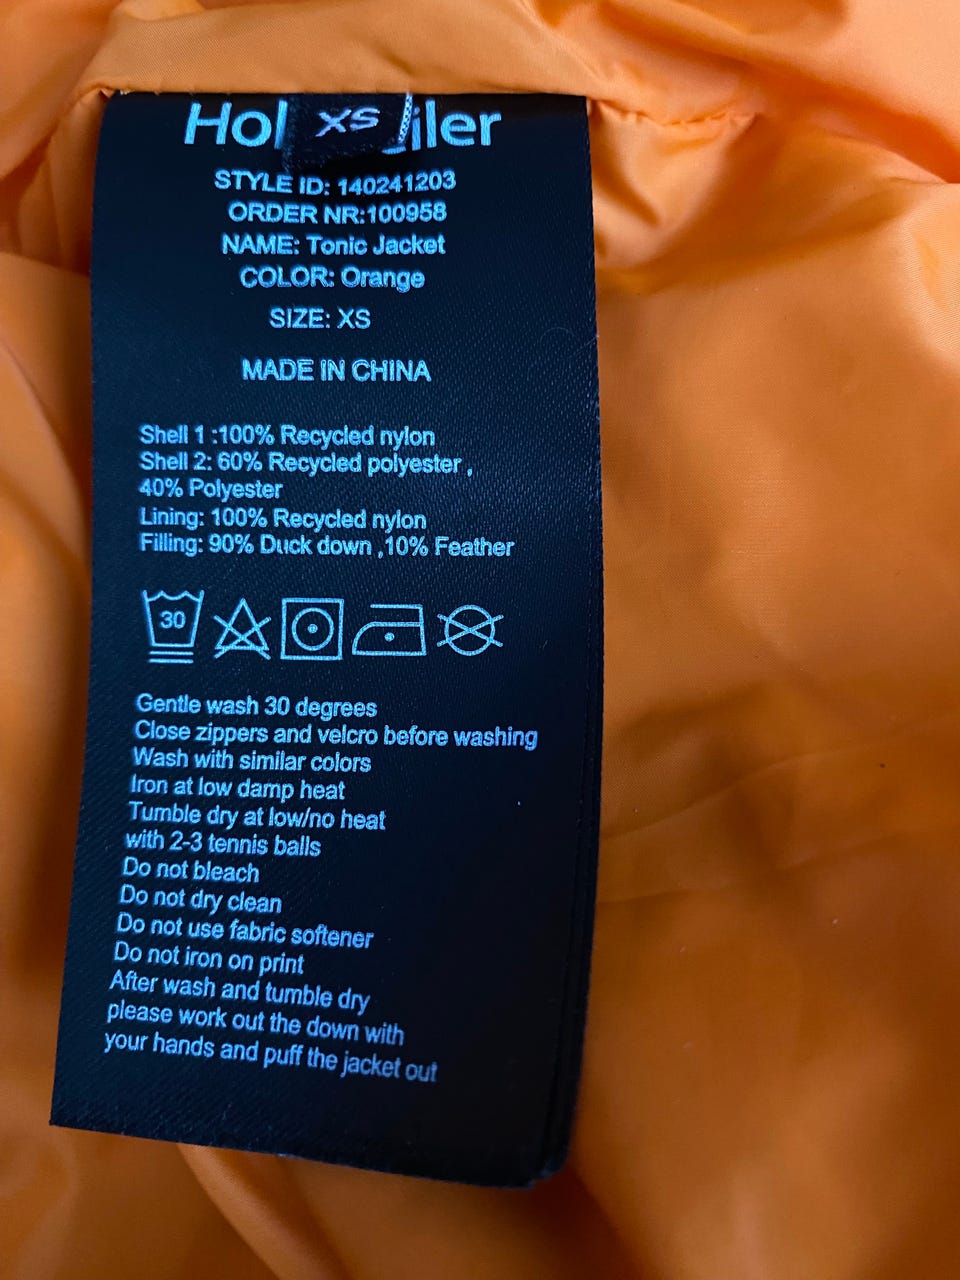 Hol iler
XS
STYLE ID: 140241203
ORDER NR:100958
NAME: Tonic Jacket
COLOR: Orange
SIZE: XS
MADE IN CHINA
Shell 1 :100% Recycled nylon
Shell 2: 60% Recycled polyester ,
40% Polyester
Lining: 100% Recycled nylon
Filling: 90% Duck down ,10% Feather
30
Gentle wash 30 degrees
Close zippers and velcro before washing
Wash with similar colors
Iron at low damp heat
Tumble dry at low/no heat
with 2-3 tennis balls
Do not bleach
Do not dry clean
Do not use fabric softener
Do not iron on print
After wash and tumble dry
please work out the down with
your hands and puff the jacket out